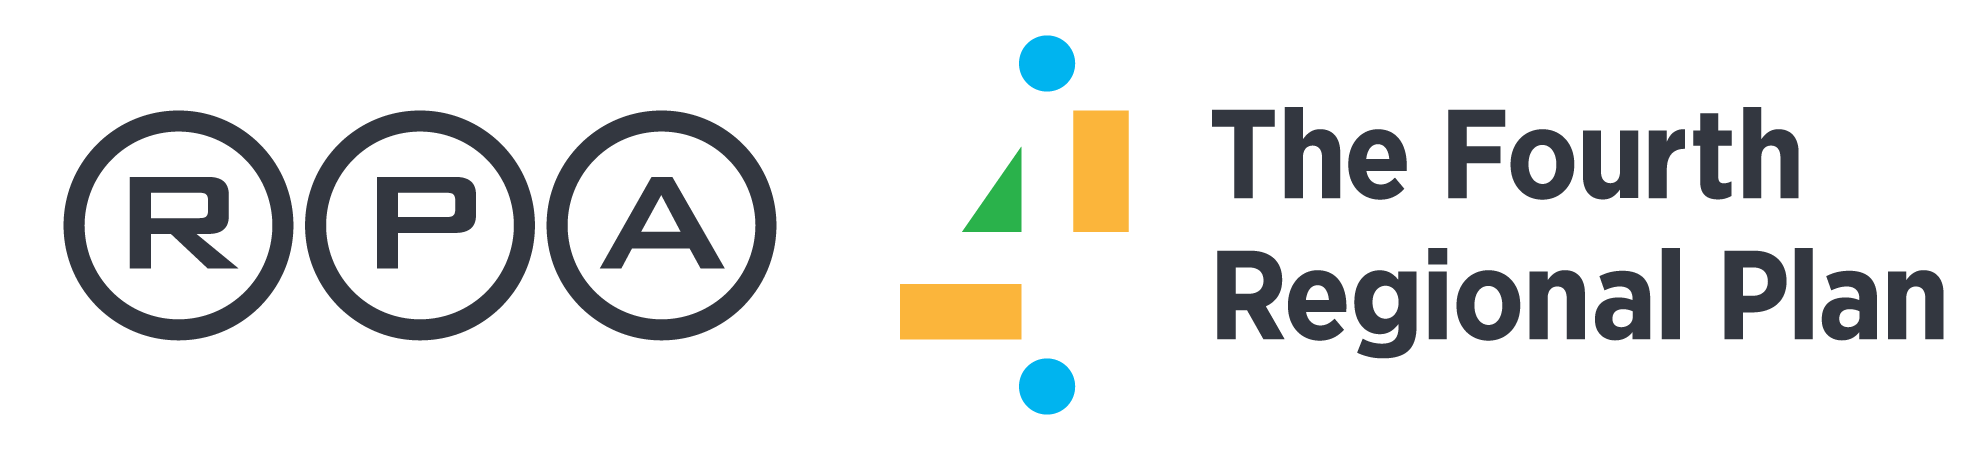 RPA
The Fourth
Regional Plan